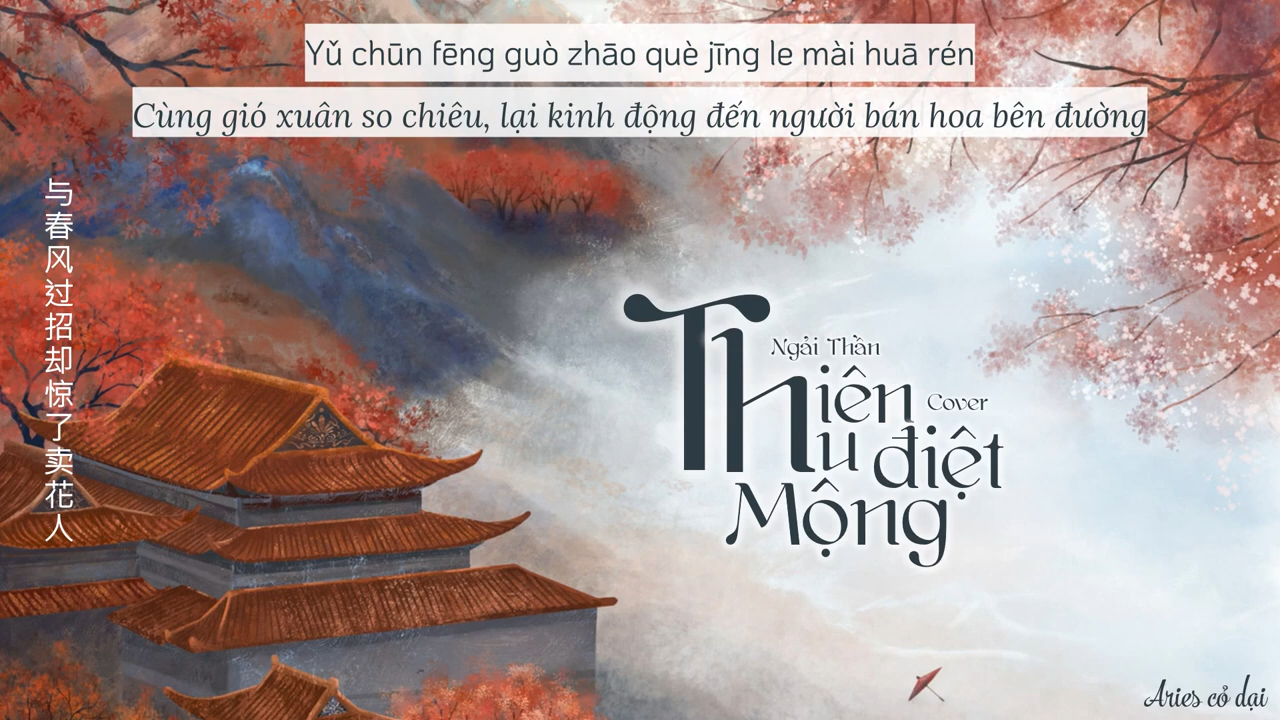 Yǔ chūn fēng guò zhāo què jīng le mài huā rén
Cùng gió xuân so chiêu, lại kinh động đến người bán hoa bên đường
与春风过招却惊了卖花人
Ngải Thần
Thiên
Cover
Thu điệt
Mộng
Aries cỏ dại